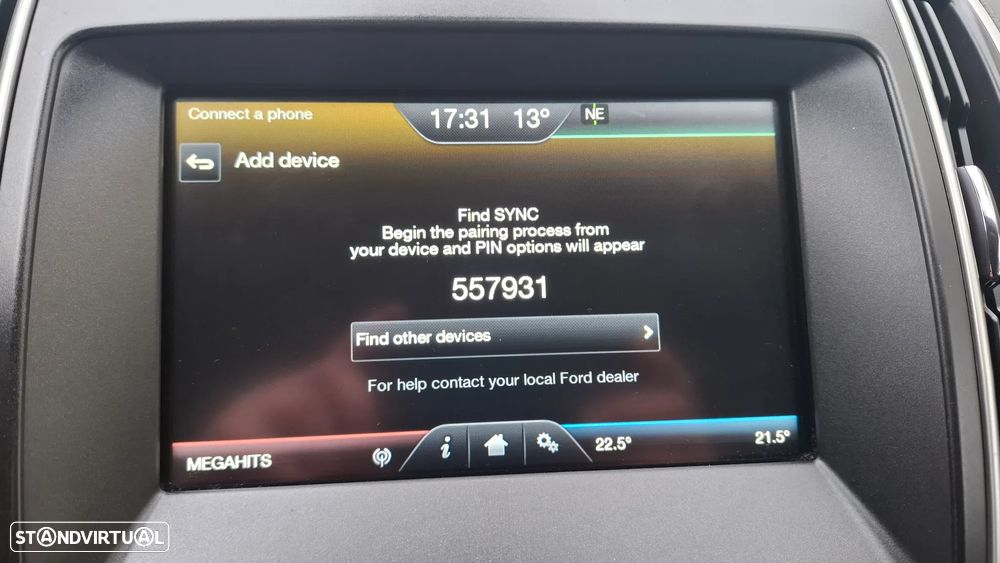 Connect a phone
17:31 13° NE
Add device
Find SYNC
Begin the pairing process from
your device and PIN options will appear
557931
Find other devices
For help contact your local Ford dealer
MEGAHITS
i
22.5°
21.5°
STANDVIRTUAL